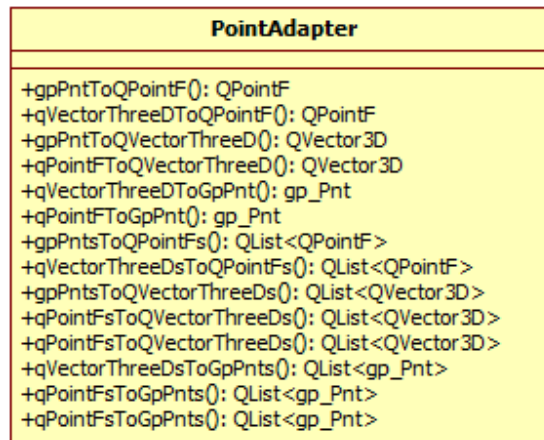 PointAdapter
+gpPntToQPointF(): QPointF
+qVectorThreeDToQPointF(): QPointF
+gpPntToQVectorThreeD(): QVector3D
+qPointFToQVectorThreeD(): QVector3D
+qVectorThreeDToGpPnt(): gp_Pnt
+qPointFToGpPnt(): gp_Pnt
+gpPntsToQPointFs(): QList<QPointF>
+qVectorThreeDsToQPointFs(): QList<QPointF>
+gpPntsToQVectorThreeDs(): QList<QVector3D>
+qPointFsToQVectorThreeDs(): QList<QVector3D>
+qPointFsToQVectorThreeDs(): QList<QVector3D>
+qVectorThreeDsToGpPnts(): QList<gp_Pnt>
+qPointFsToGpPnts(): QList<gp_Pnt>
+qPointFsToGpPnts(): QList<gp_Pnt>